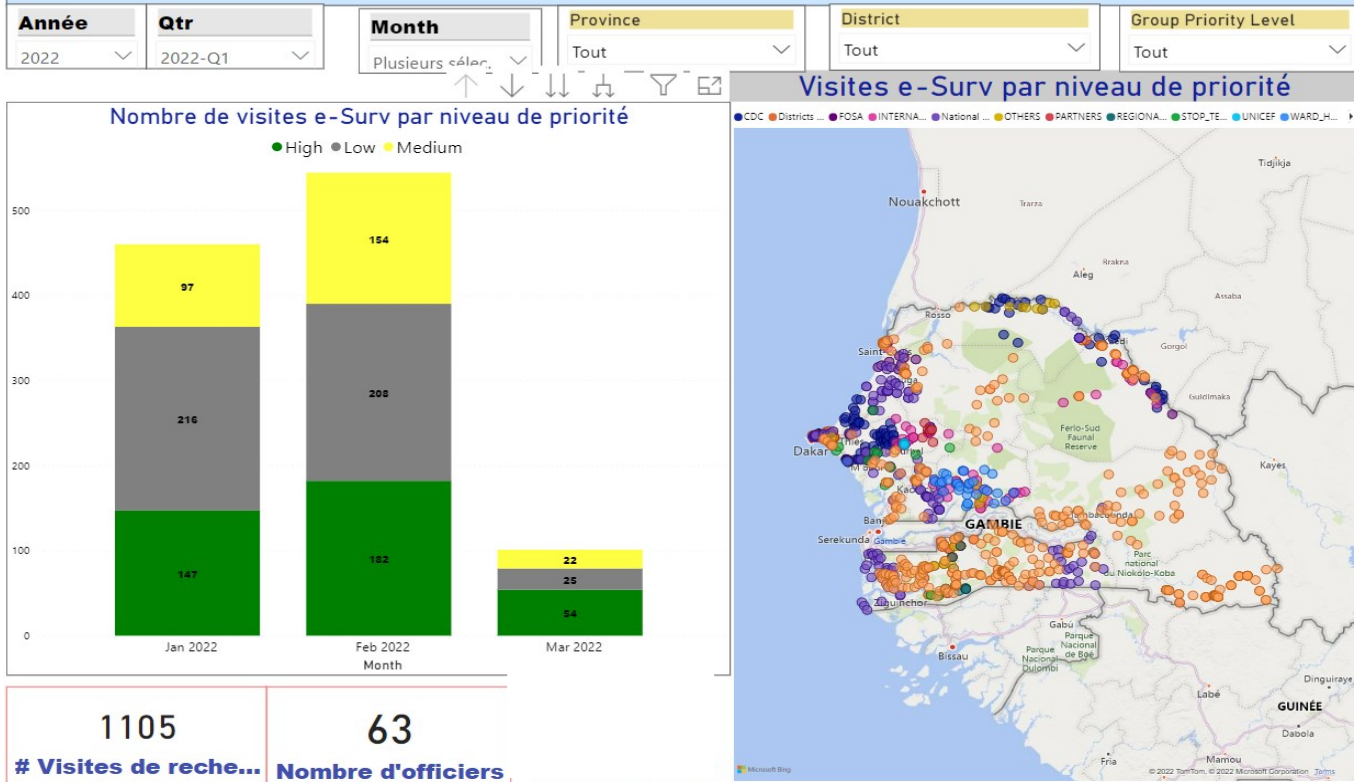 Année
Qtr
Month
Province
District
Group Priority Level
2022
2022-Q1
Plusieurs sélec.
Tout
Tout
Tout
Visites e-Surv par niveau de priorité
Nombre de visites e-Surv par niveau de priorité
High Low Medium
CDC Districts ... FOSA INTERNA... National ... OTHERS PARTNERS REGIONA... STOP_TE... UNICEF WARD_H...
500
400
300
200
100
0
97
216
147
154
208
182
22
25
54
Jan 2022
Feb 2022
Mar 2022
Month
Tidjikja
Nouakchott
Trarza
Brakna
Aleg
Assaba
Rosso
Gorgol
Saint-
Guidimaka
Ferlo-Sud
Faunal
Reserve
Dakar
Kayes
GAMBIE
Serekunda
Gambie
Parc
national
du Niokolo-Koba
Ziguinchor
Gabú
Bissau
Parque
Nacional
Dulombi
Parque
Nacional
de Boé
Labé
Dinguiraye
GUINÉE
Dabola
Fria
Mamou
Microsoft Bing
© 2022 TomTom, © 2022 Microsoft Corporation Terms
1105
# Visites de reche...
63
Nombre d'officiers